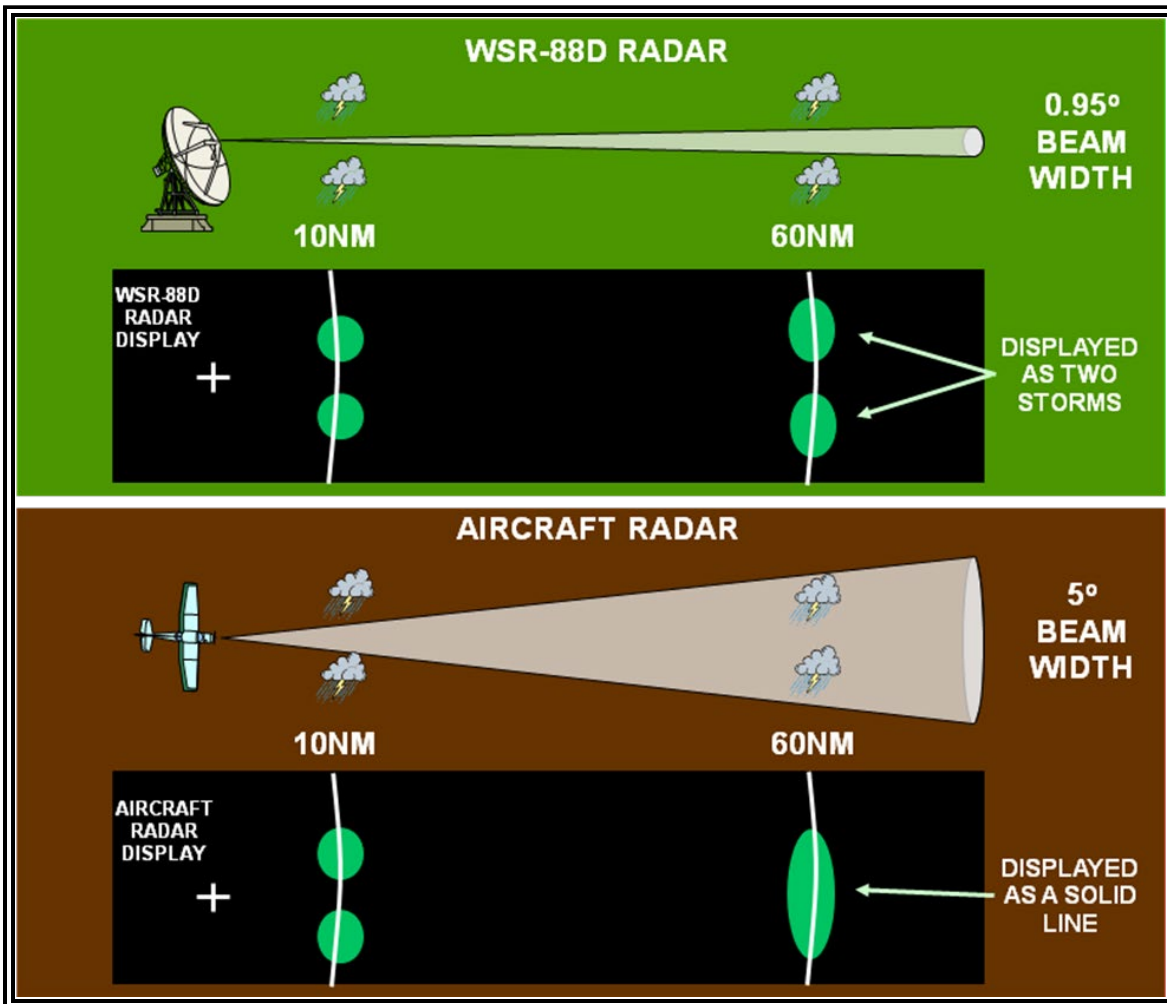 WSR-88D RADAR
0.95º
BEAM
WIDTH
10NM
60NM
WSR-88D
RADAR
DISPLAY
DISPLAYED
AS TWO
STORMS
AIRCRAFT RADAR
5º
BEAM
WIDTH
10NM
60NM
AIRCRAFT
RADAR
DISPLAY
DISPLAYED
AS A SOLID
LINE